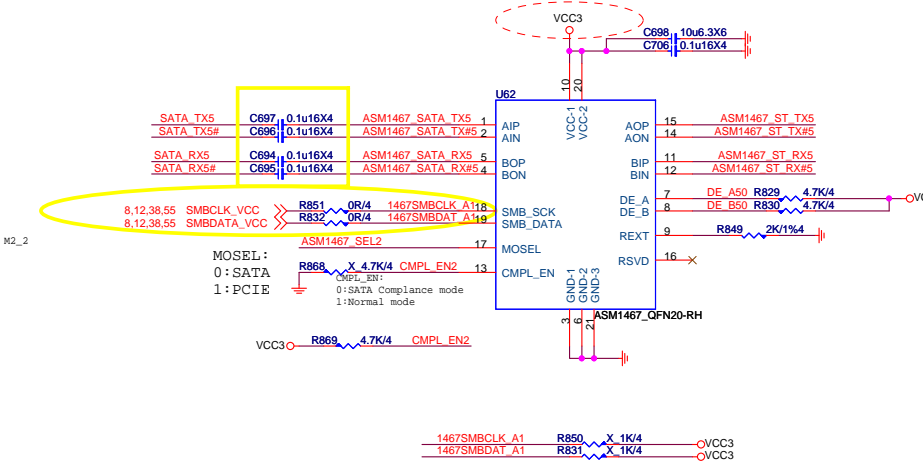 VCC3
C698 10u6.3X6
C706 0.1u16X4
10
20
U62
VCC-1
VCC-2
SATA_TX5 C697 0.1u16X4 ASM1467_SATA_TX5 1 AIP AOP 15 ASM1467_ST_TX5
SATA_TX5# C696 0.1u16X4 ASM1467_SATA_TX#5 2 AIN AON 14 ASM1467_ST_TX#5
SATA_RX5 C694 0.1u16X4 ASM1467_SATA_RX5 5 BOP BIP 11 ASM1467_ST_RX5
SATA_RX5# C695 0.1u16X4 ASM1467_SATA_RX#5 4 BON BIN 12 ASM1467_ST_RX#5
DE_A 7 DE_A50 R829 4.7K/4
8,12,38,55 SMBCLK_VCC R851 0R/4 1467SMBCLK_A1 18 SMB_SCK DE_B 8 DE_B50 R830 4.7K/4
8,12,38,55 SMBDATA_VCC R832 0R/4 1467SMBDAT_A1 19 SMB_DATA
REXT 9 R849 2K/1%4
M2_2
ASM1467_SEL2 17 MOSEL
RSVD 16
MOSEL:
0:SATA
1:PCIE
R868 X_4.7K/4 CMPL_EN2 13 CMPL_EN
CMPL_EN:
0:SATA Complance mode
1:Normal mode
GND-1
GND-2
GND-3
3
6
21
ASM1467_QFN20-RH
VCC3 R869 4.7K/4 CMPL_EN2
1467SMBCLK_A1 R850 X_1K/4 VCC3
1467SMBDAT_A1 R831 X_1K/4 VCC3